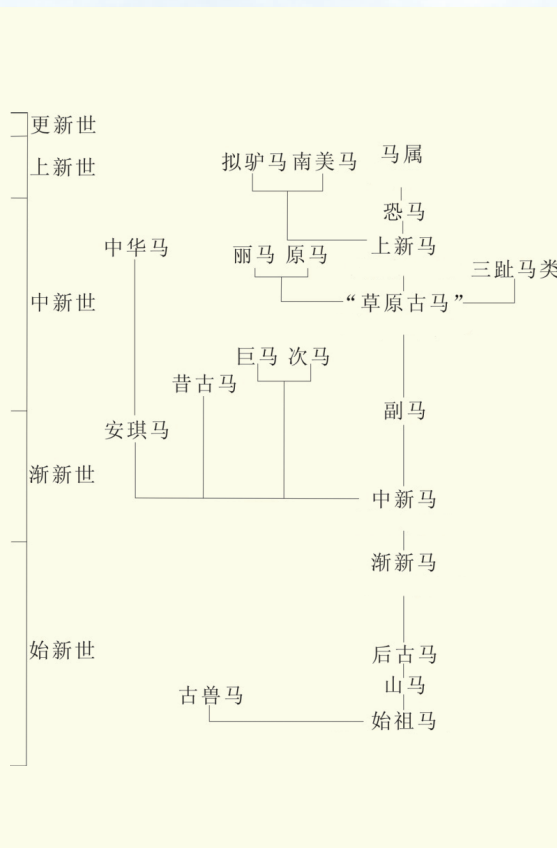 更新世
上新世
拟驴马 南美马 马属
恐马
中华马 丽马 原马 上新马
三趾马类
中新世 “草原古马”
巨马 次马
昔古马
副马
安琪马
渐新世
中新马
渐新马
始新世 后古马
山马
古兽马
始祖马